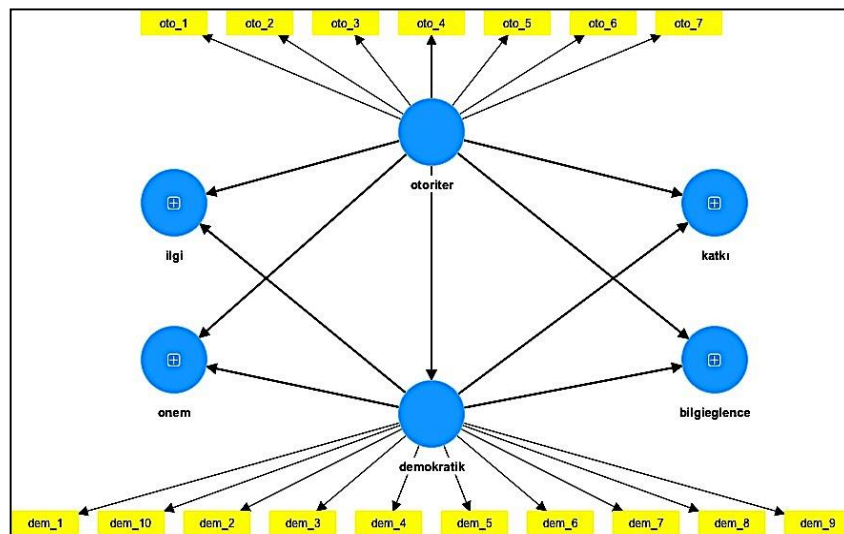 oto_1 oto_2 oto_3 oto_4 oto_5 oto_6 oto_7
otoriter
ilgi katkı
onem bilgieglence
demokratik
dem_1 dem_10 dem_2 dem_3 dem_4 dem_5 dem_6 dem_7 dem_8 dem_9